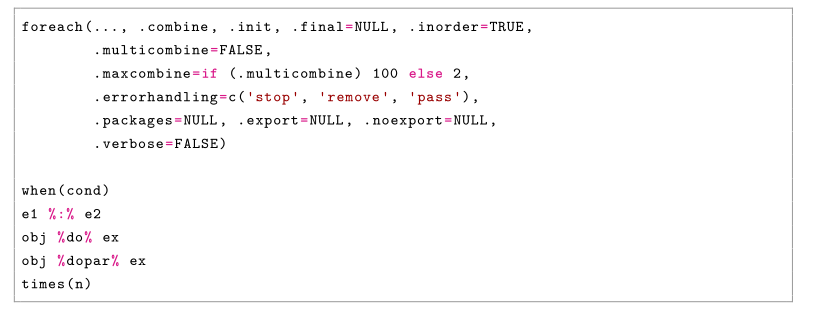 foreach(..., .combine, .init, .final=NULL, .inorder=TRUE,
        .multicombine=FALSE,
        .maxcombine=if (.multicombine) 100 else 2,
        .errorhandling=c('stop', 'remove', 'pass'),
        .packages=NULL, .export=NULL, .noexport=NULL,
        .verbose=FALSE)

when(cond)
e1 %:% e2
obj %do% ex
obj %dopar% ex
times(n)